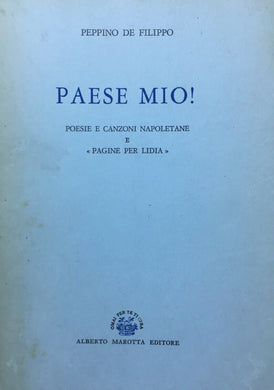 PEPPINO DE FILIPPO
PAESE MIO!
POESIE E CANZONI NAPOLETANE
E
« PAGINE PER LIDIA »
ALBERTO MAROTTA EDITORE